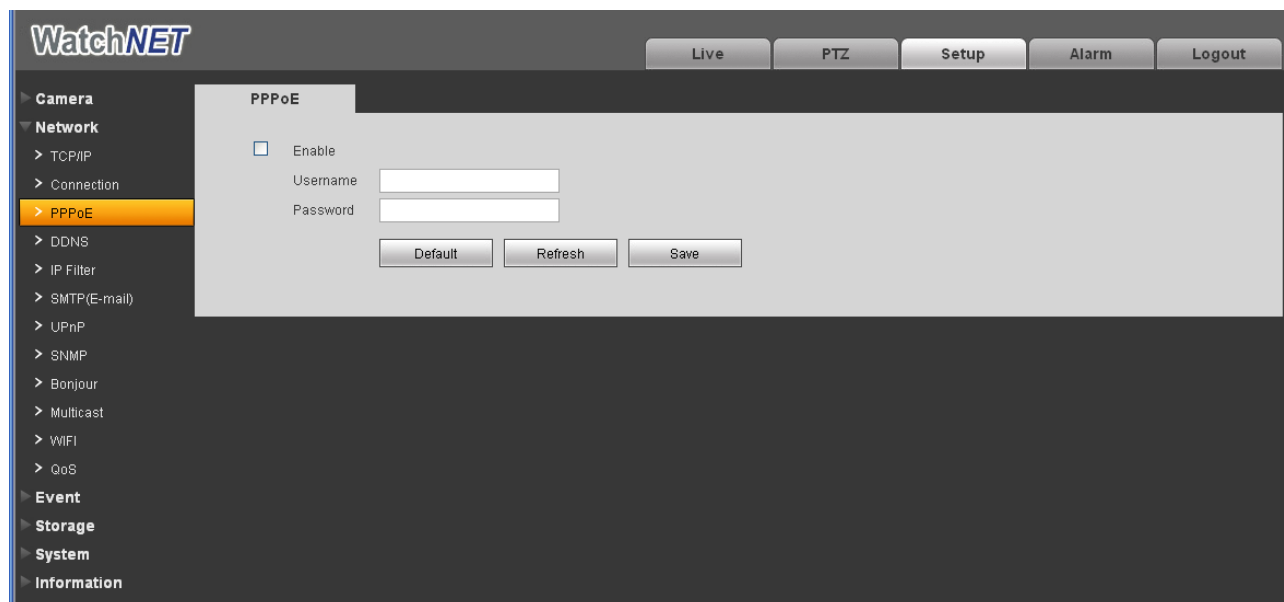 WatchNET
Live PTZ Setup Alarm Logout
Camera
Network
TCP/IP
Connection
PPPoE
DDNS
IP Filter
SMTP(E-mail)
UPnP
SNMP
Bonjour
Multicast
WIFI
QoS
Event
Storage
System
Information
PPPoE
Enable
Username
Password
Default Refresh Save